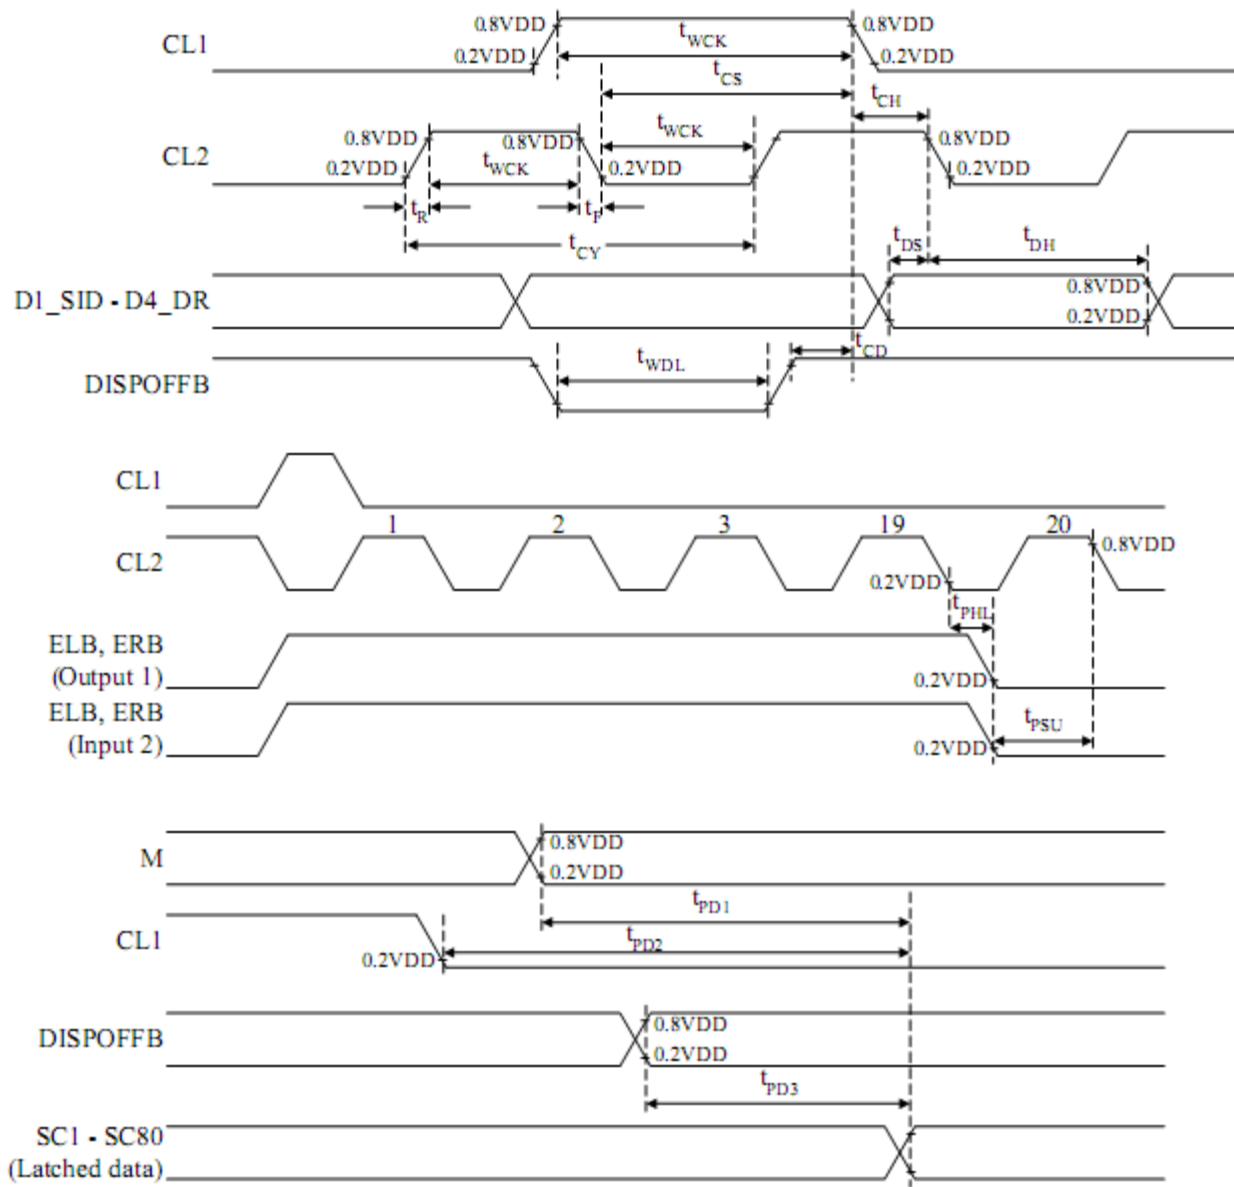 CL1
0.8VDD
0.2VDD
tWCK
0.8VDD
0.2VDD
tCS
tCH
CL2
0.8VDD
0.2VDD
tWCK
0.8VDD
0.2VDD
tWCK
0.8VDD
0.2VDD
tR
tF
tCY
tDS
tDH
D1_SID - D4_DR
0.8VDD
0.2VDD
DISPOFFB
tWDL
tCD
CL1
CL2
1
2
3
19
20
0.2VDD
0.8VDD
tPHL
ELB, ERB
(Output 1)
0.2VDD
ELB, ERB
(Input 2)
0.2VDD
tPSU
M
0.8VDD
0.2VDD
tPD1
CL1
0.2VDD
tPD2
DISPOFFB
0.8VDD
0.2VDD
tPD3
SC1 - SC80
(Latched data)